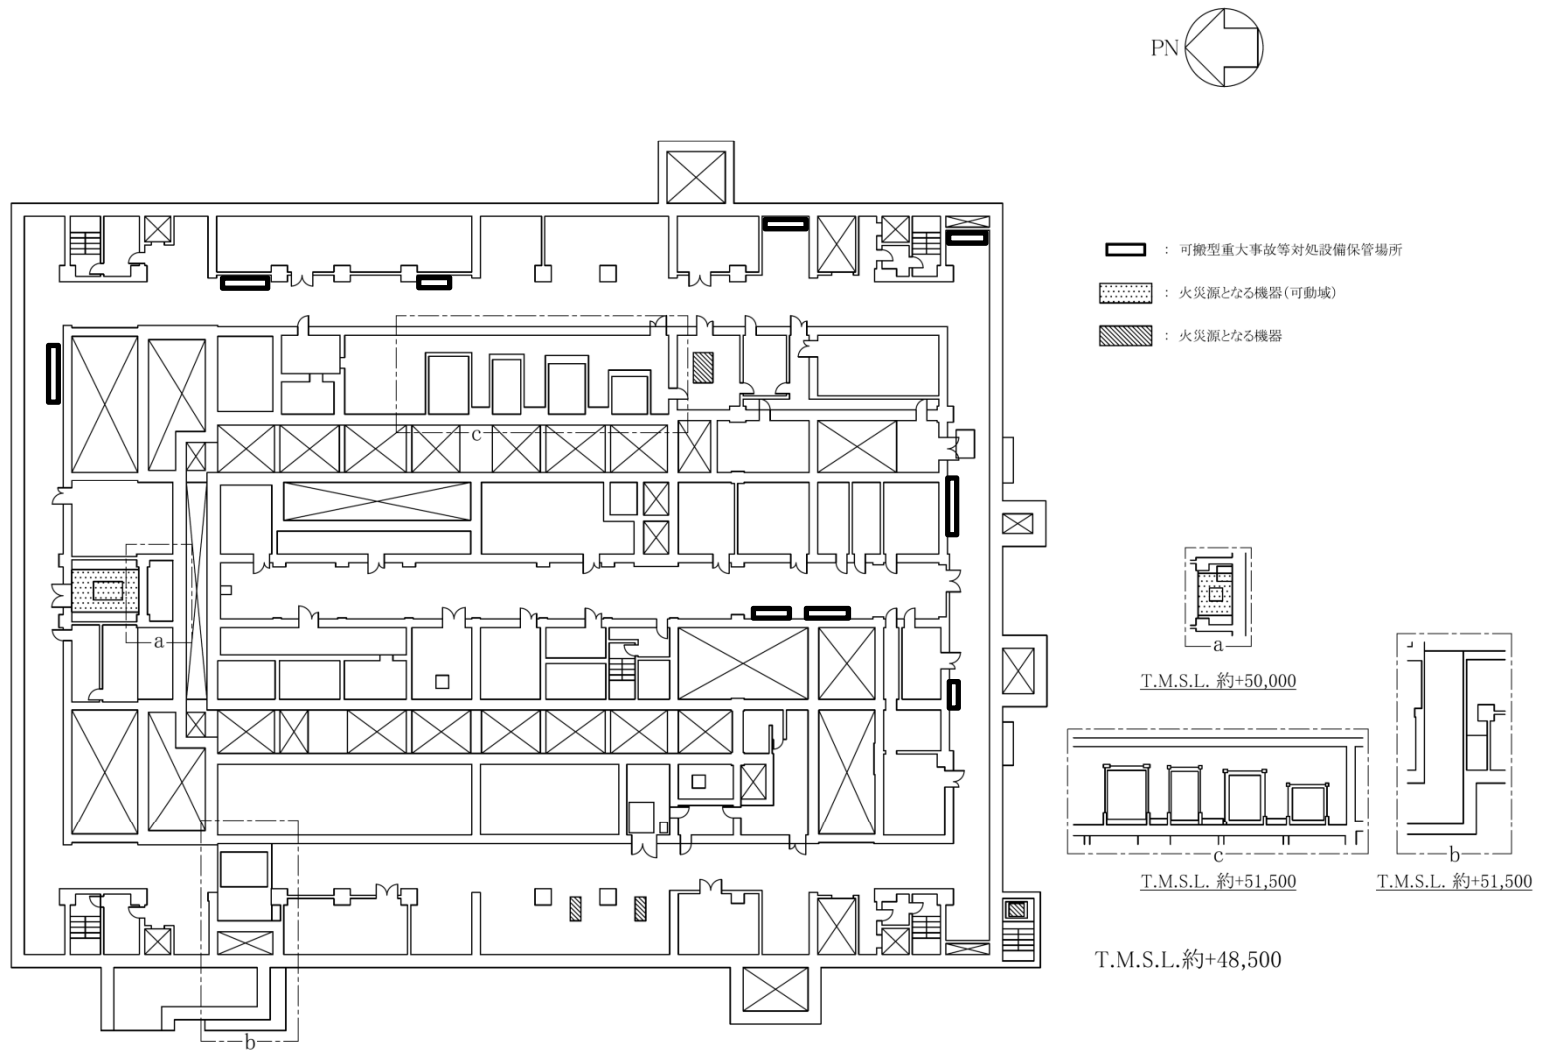 PN
： 可搬型重大事故等対処設備保管場所
： 火災源となる機器(可動域)
： 火災源となる機器
c
a
b
a
T.M.S.L. 約+50,000
c
T.M.S.L. 約+51,500
b
T.M.S.L. 約+51,500
T.M.S.L.約+48,500